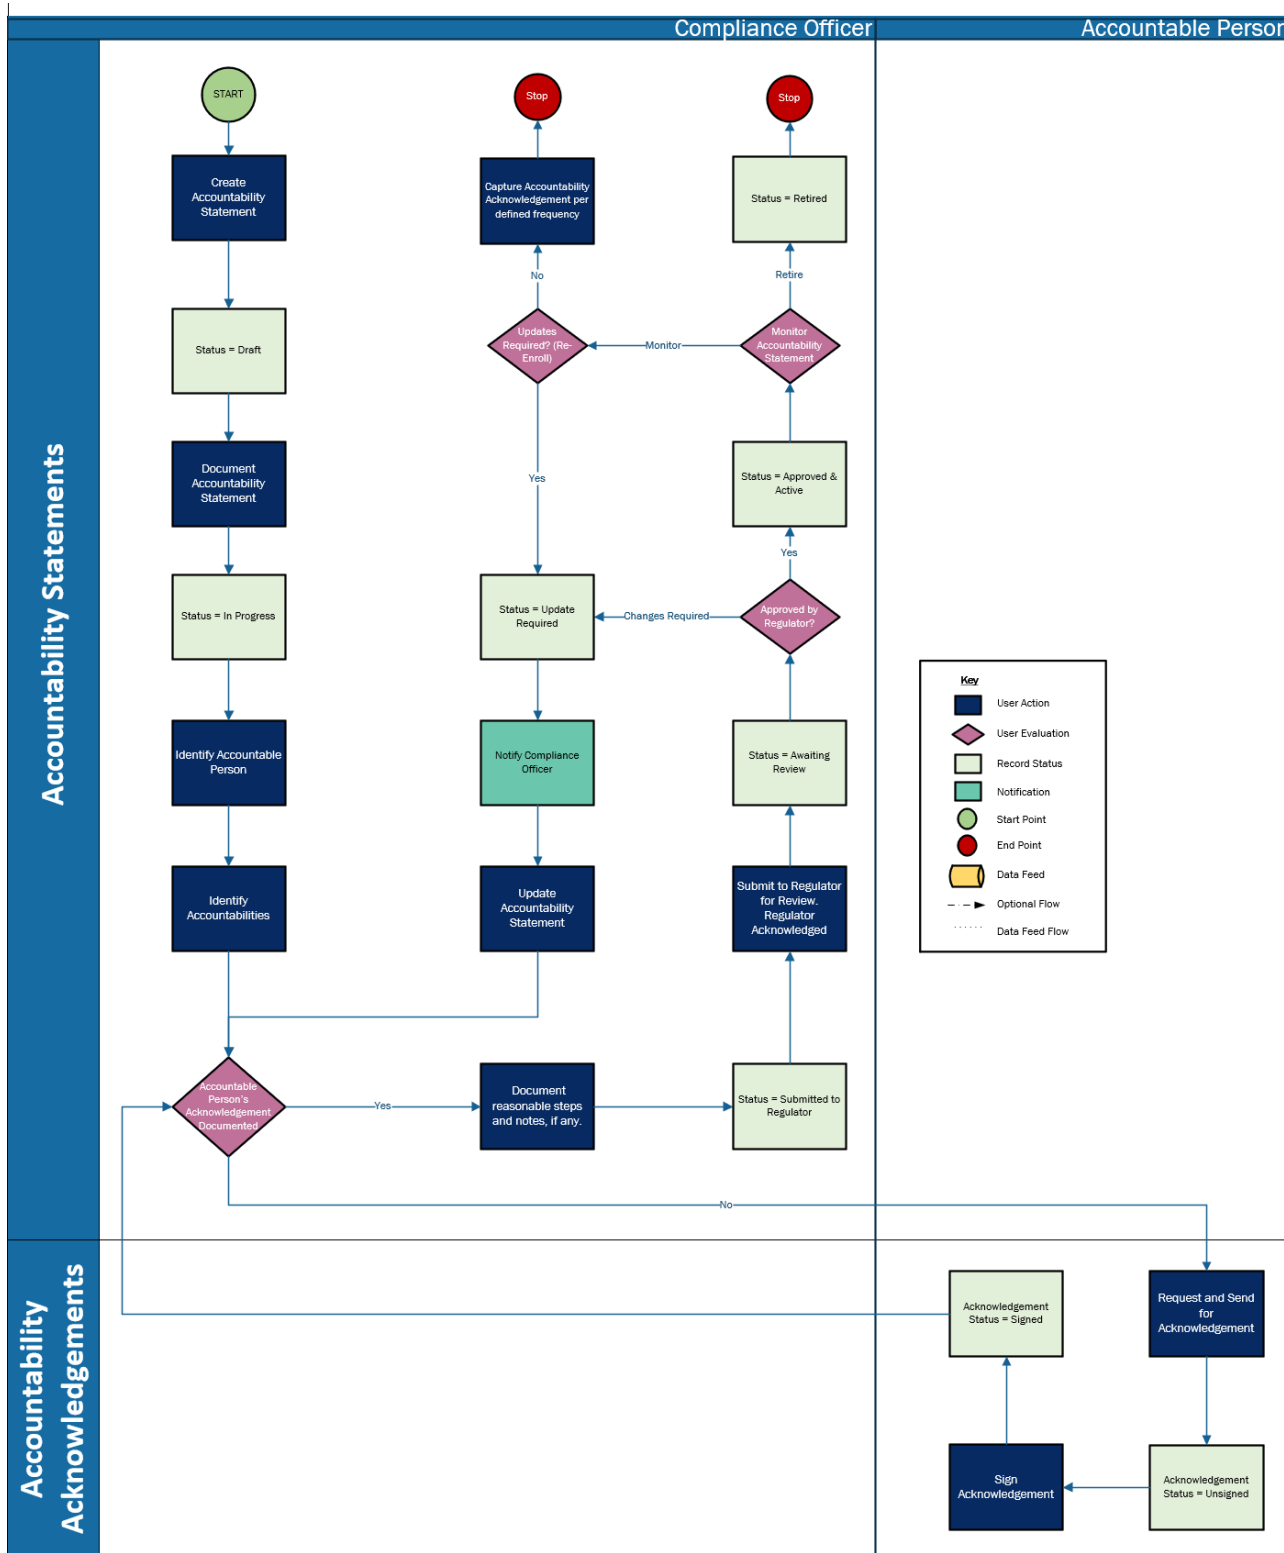 Compliance Officer
Accountable Person
Accountability Statements
START
Create
Accountability
Statement
Status = Draft
Document
Accountability
Statement
Status = In Progress
Identify Accountable
Person
Identify
Accountabilities
Accountable
Person's
Acknowledgement
Documented
Yes
No
Stop
Capture Accountability
Acknowledgement per
defined frequency
No
Updates
Required? (Re-
Enroll)
Monitor
Yes
Status = Update
Required
Changes Required
Notify Compliance
Officer
Update
Accountability
Statement
Document
reasonable steps
and notes, if any.
Stop
Status = Retired
Retire
Monitor
Accountability
Statement
Status = Approved &
Active
Yes
Approved by
Regulator?
Status = Awaiting
Review
Submit to Regulator
for Review.
Regulator
Acknowledged
Status = Submitted to
Regulator
Key
User Action
User Evaluation
Record Status
Notification
Start Point
End Point
Data Feed
Optional Flow
Data Feed Flow
Accountability
Acknowledgements
Acknowledgement
Status = Signed
Request and Send
for
Acknowledgement
Sign
Acknowledgement
Acknowledgement
Status = Unsigned